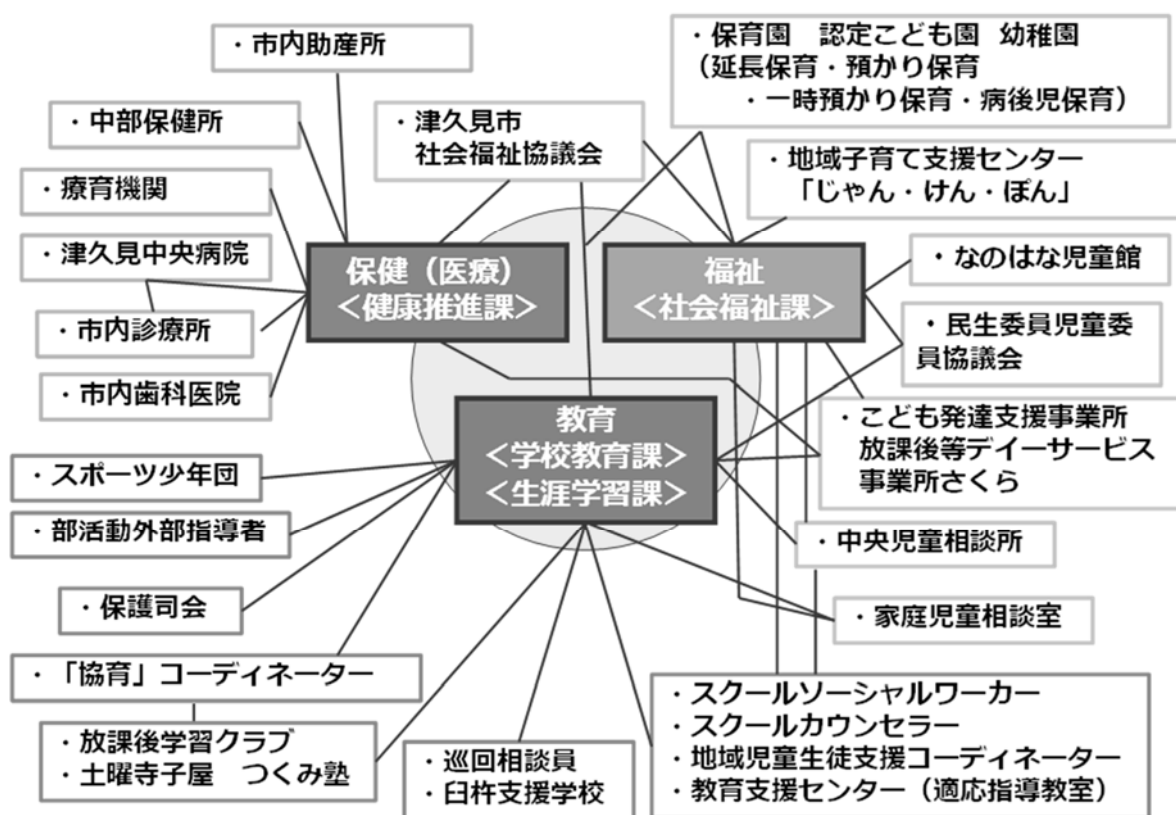 ・市内助産所
・保育園　認定こども園　幼稚園
（延長保育・預かり保育
・一時預かり保育・病後児保育）
・中部保健所
・津久見市
社会福祉協議会
・地域子育て支援センター
「じゃん・けん・ぽん」
・療育機関
・津久見中央病院
保健（医療）
＜健康推進課＞
福祉
＜社会福祉課＞
・なのはな児童館
・市内診療所
・民生委員児童委
員協議会
・市内歯科医院
教育
＜学校教育課＞
＜生涯学習課＞
・こども発達支援事業所
放課後等デイーサービス
事業所さくら
・スポーツ少年団
・部活動外部指導者
・中央児童相談所
・保護司会
・家庭児童相談室
・「協育」コーディネーター
・放課後学習クラブ
・土曜寺子屋　つくみ塾
・巡回相談員
・臼杵支援学校
・スクールソーシャルワーカー
・スクールカウンセラー
・地域児童生徒支援コーディネーター
・教育支援センター（適応指導教室）